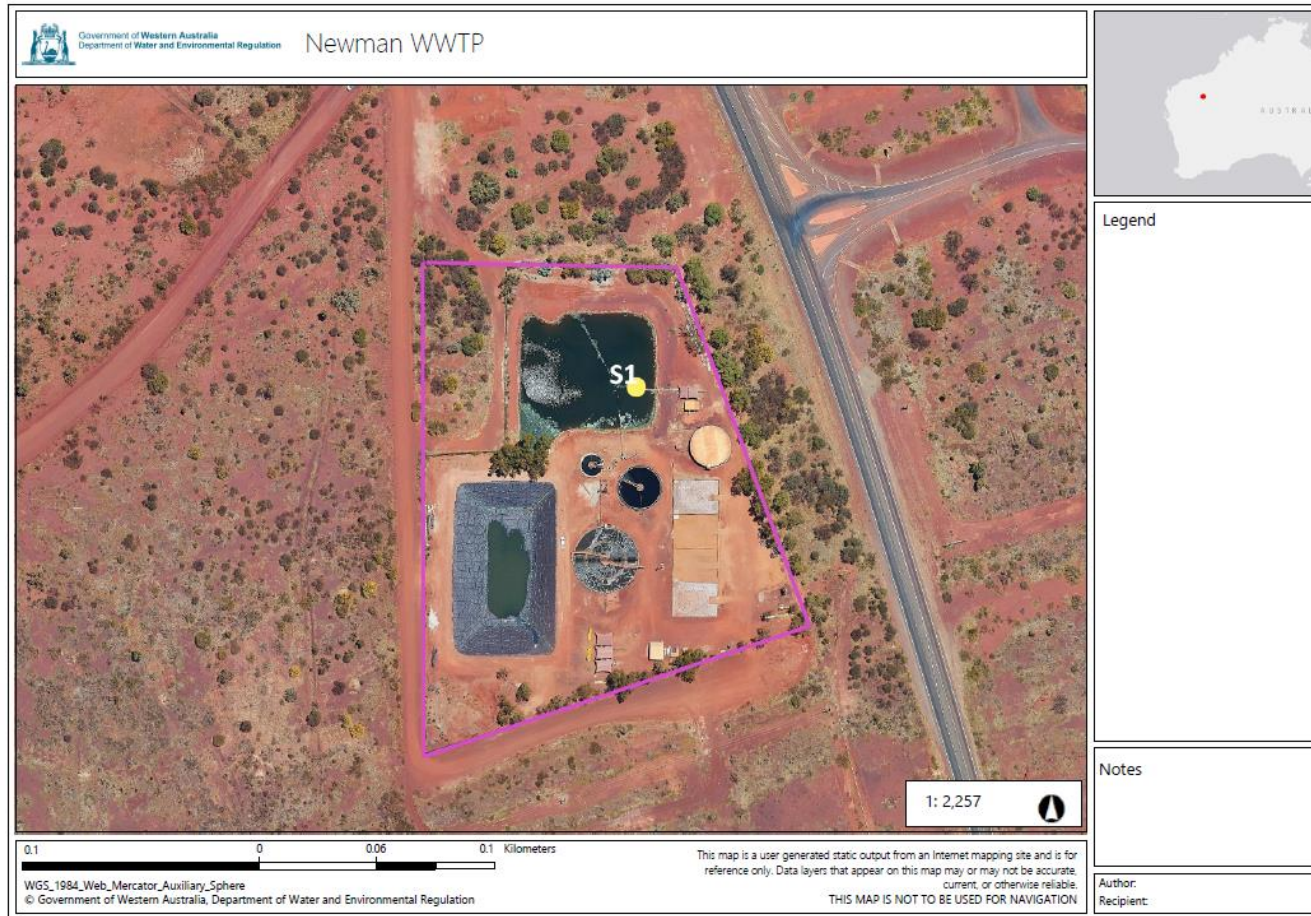 Government of Western Australia
Department of Water and Environmental Regulation
Newman WWTP
Legend
S1
1: 2,257
Notes
0.1
0
0.06
0.1
Kilometers
WGS_1984_Web_Mercator_Auxiliary_Sphere
© Government of Western Australia, Department of Water and Environmental Regulation
This map is a user generated static output from an Internet mapping site and is for
reference only. Data layers that appear on this map may or may not be accurate,
current, or otherwise reliable.
THIS MAP IS NOT TO BE USED FOR NAVIGATION
Author:
Recipient: